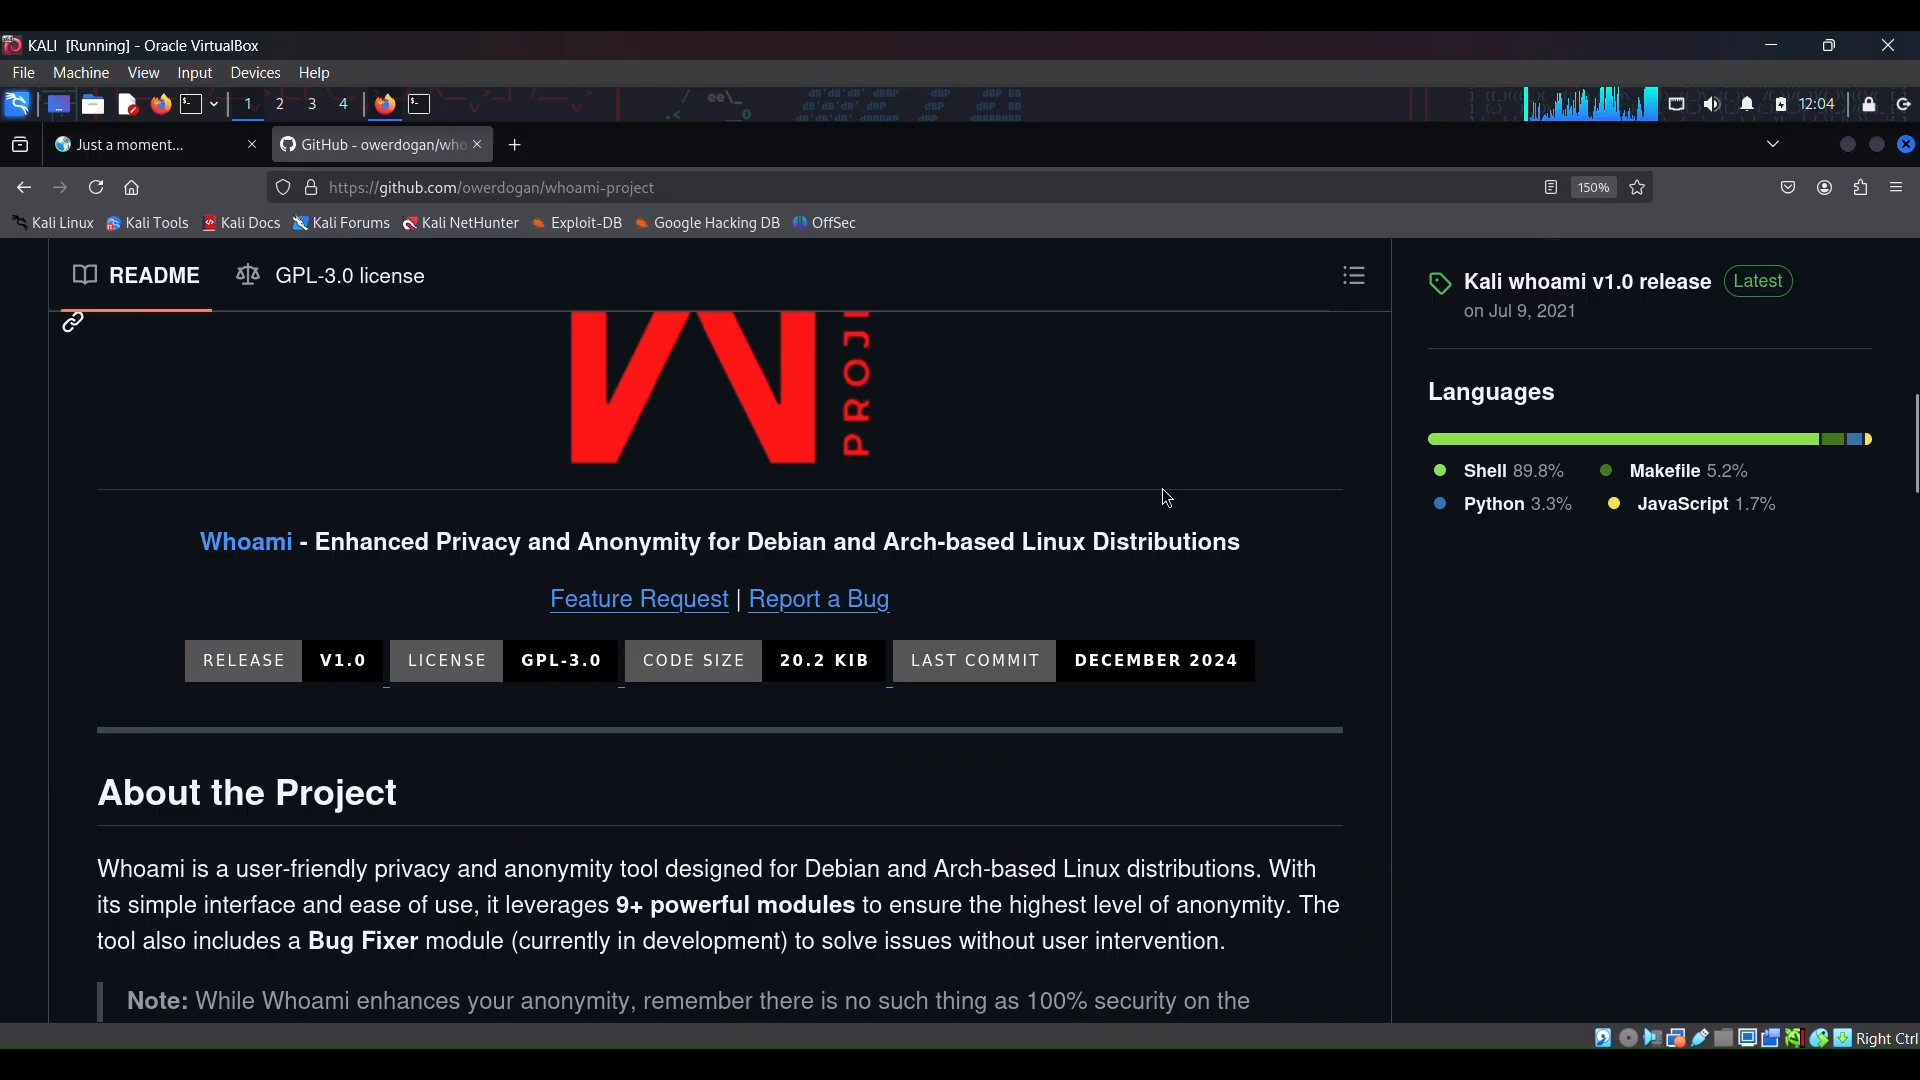 KALI [Running] - Oracle VirtualBox
File Machine View Input Devices Help
1 2 3 4 12:04
Just a moment... GitHub - owerdogan/who
https://github.com/owerdogan/whoami-project 150%
Kali Linux Kali Tools Kali Docs Kali Forums Kali NetHunter Exploit-DB Google Hacking DB OffSec
README GPL-3.0 license
PROJ
Whoami - Enhanced Privacy and Anonymity for Debian and Arch-based Linux Distributions
Feature Request | Report a Bug
RELEASE V1.0 LICENSE GPL-3.0 CODE SIZE 20.2 KIB LAST COMMIT DECEMBER 2024
About the Project
Whoami is a user-friendly privacy and anonymity tool designed for Debian and Arch-based Linux distributions. With
its simple interface and ease of use, it leverages 9+ powerful modules to ensure the highest level of anonymity. The
tool also includes a Bug Fixer module (currently in development) to solve issues without user intervention.
Note: While Whoami enhances your anonymity, remember there is no such thing as 100% security on the
Kali whoami v1.0 release Latest
on Jul 9, 2021
Languages
Shell 89.8% Makefile 5.2%
Python 3.3% JavaScript 1.7%
Right Ctrl